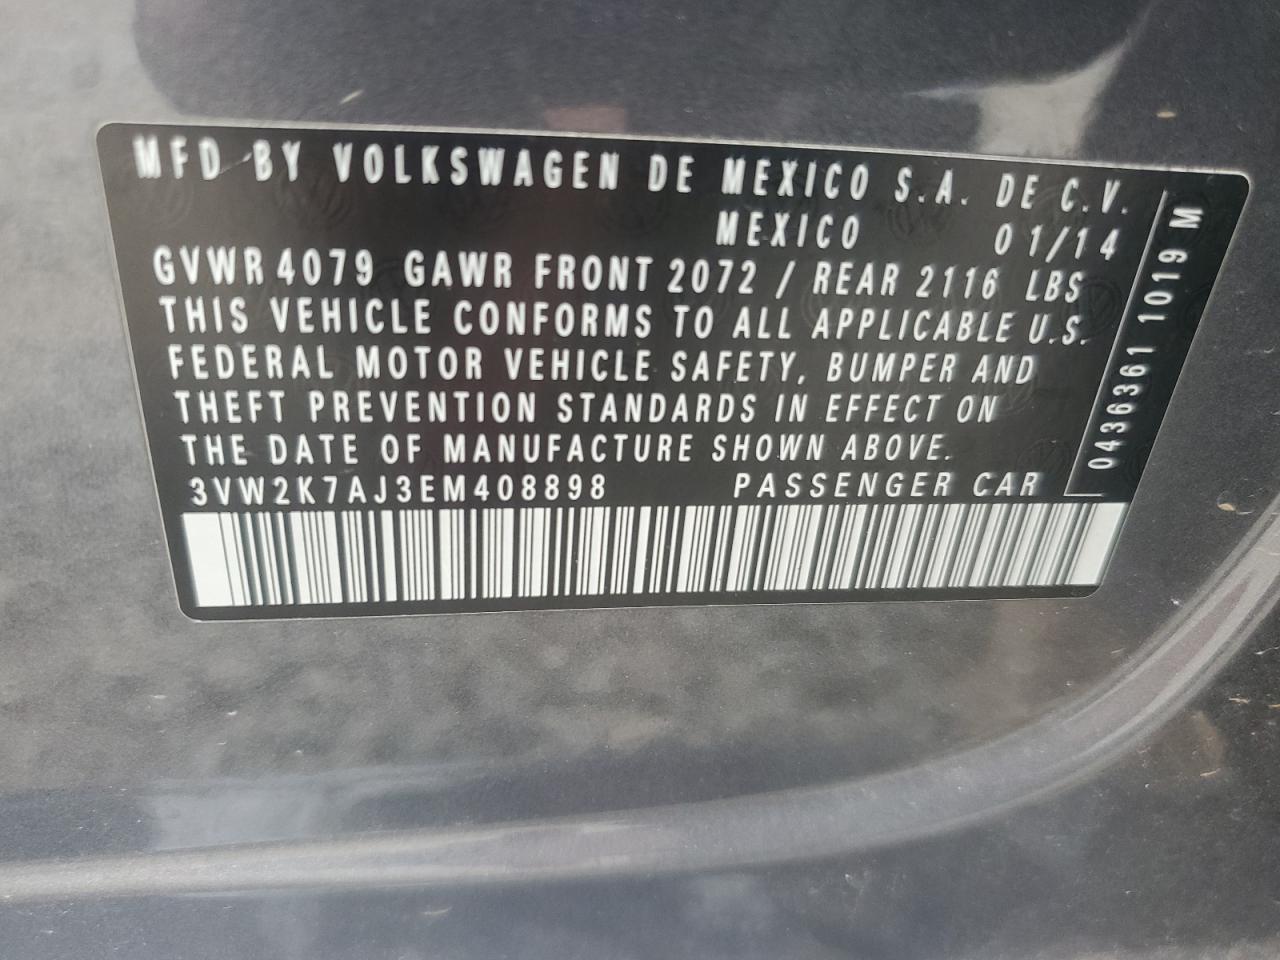 MFD BY VOLKSWAGEN DE MEXICO S.A. DE C.V.
MEXICO 01/14
GVWR 4079 GAWR FRONT 2072 / REAR 2116 LBS
THIS VEHICLE CONFORMS TO ALL APPLICABLE U.S.
FEDERAL MOTOR VEHICLE SAFETY, BUMPER AND
THEFT PREVENTION STANDARDS IN EFFECT ON
THE DATE OF MANUFACTURE SHOWN ABOVE.
3VW2K7AJ3EM408898 PASSENGER CAR
0436361 1019 M